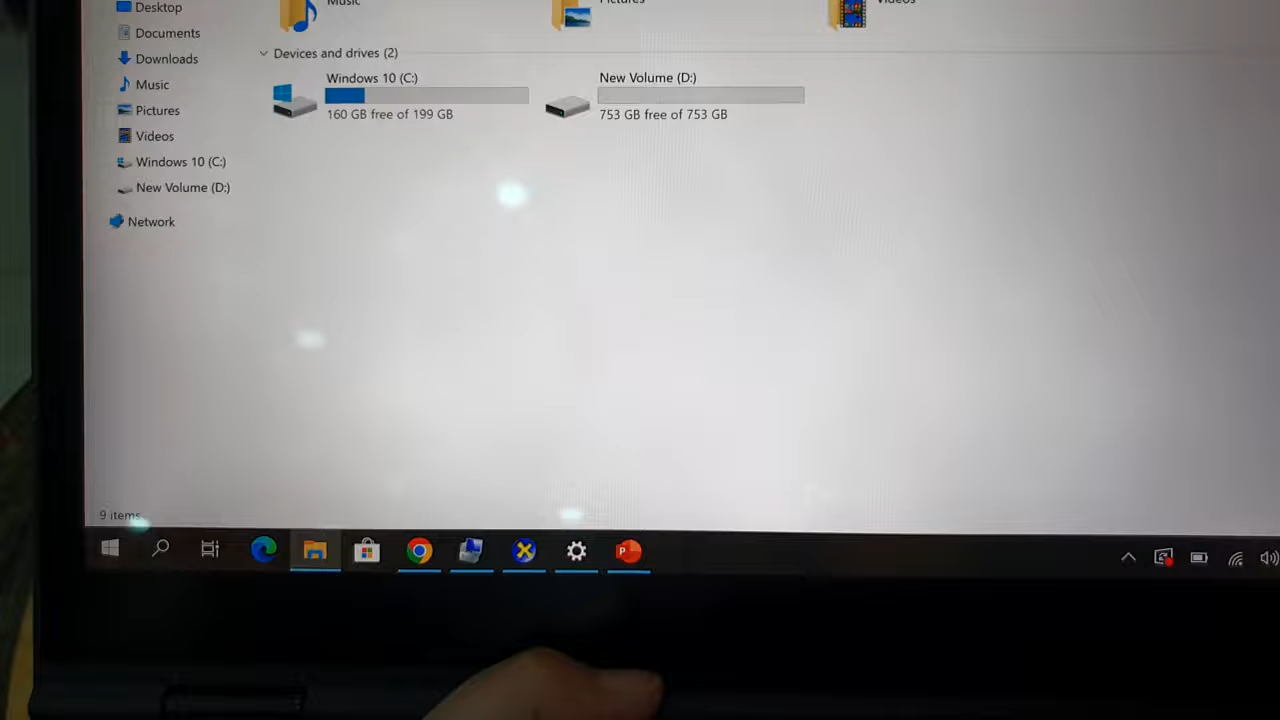 Desktop
Music
Pictures
Videos
Documents
Devices and drives (2)
Downloads
Windows 10 (C:)
New Volume (D:)
Music
160 GB free of 199 GB
753 GB free of 753 GB
Pictures
Videos
Windows 10 (C:)
New Volume (D:)
Network
9 items
P